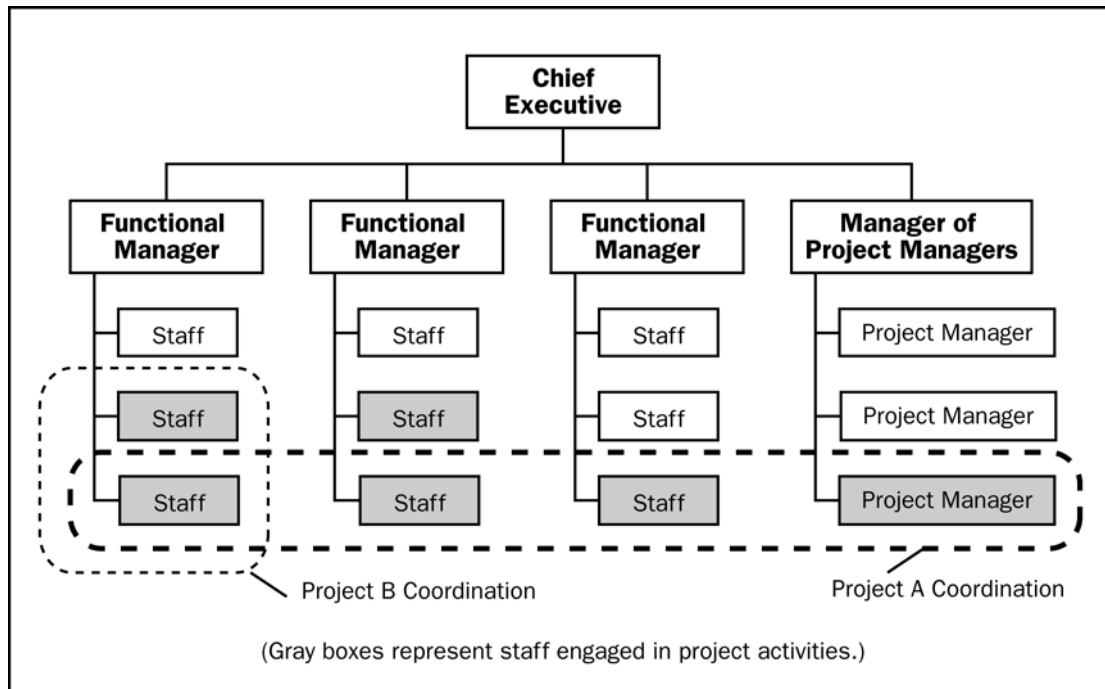 Chief
Executive
Functional
Manager
Functional
Manager
Functional
Manager
Manager of
Project Managers
Staff
Staff
Staff
Project Manager
Staff
Staff
Staff
Project Manager
Staff
Staff
Staff
Project Manager
Project B Coordination
Project A Coordination
(Gray boxes represent staff engaged in project activities.)